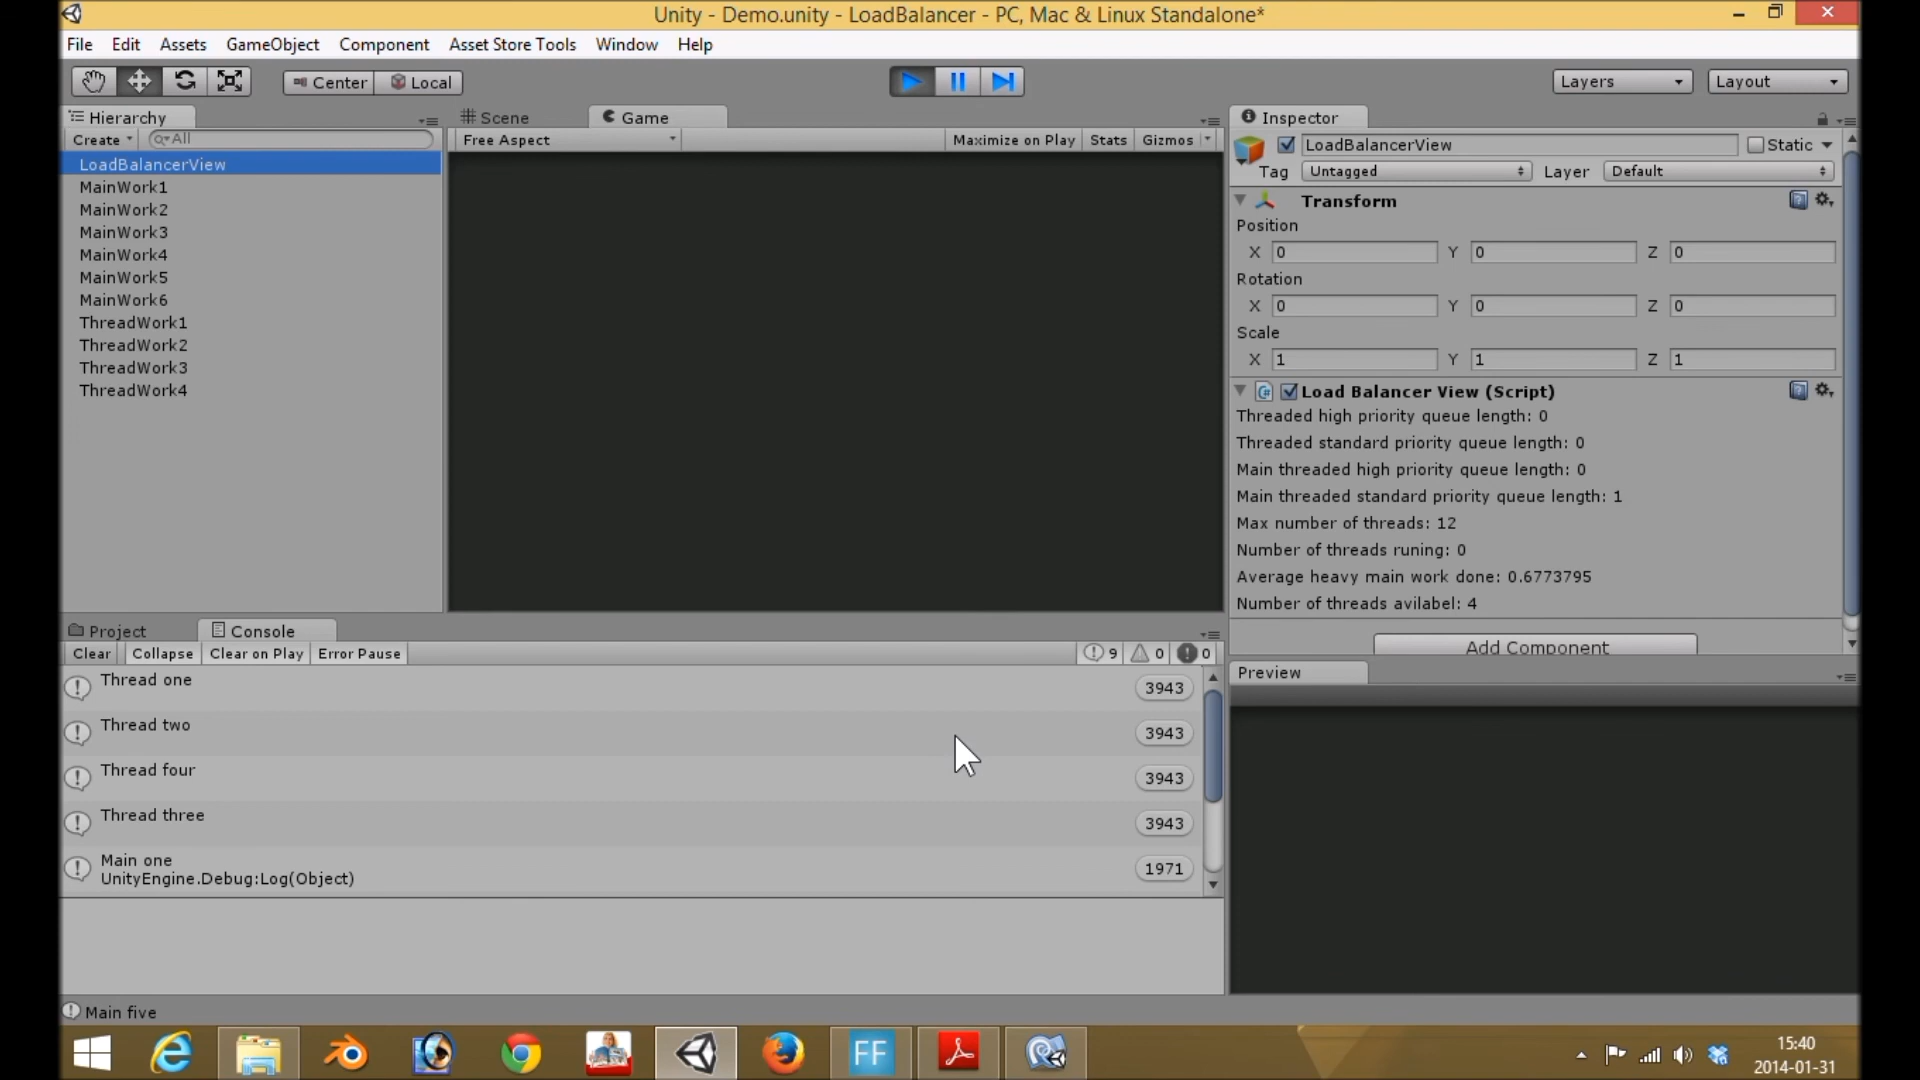 Unity - Demo.unity - LoadBalancer - PC, Mac & Linux Standalone*
File Edit Assets GameObject Component Asset Store Tools Window Help
Center Local Layers Layout
Hierarchy
Create All
LoadBalancerView
MainWork1
MainWork2
MainWork3
MainWork4
MainWork5
MainWork6
ThreadWork1
ThreadWork2
ThreadWork3
ThreadWork4
Scene Game
Free Aspect Maximize on Play Stats Gizmos
Inspector
LoadBalancerView Static
Tag Untagged Layer Default
Transform
Position
X 0 Y 0 Z 0
Rotation
X 0 Y 0 Z 0
Scale
X 1 Y 1 Z 1
Load Balancer View (Script)
Threaded high priority queue length: 0
Threaded standard priority queue length: 0
Main threaded high priority queue length: 0
Main threaded standard priority queue length: 1
Max number of threads: 12
Number of threads runing: 0
Average heavy main work done: 0.6773795
Number of threads avilabel: 4
Add Component
Preview
Project Console
Clear Collapse Clear on Play Error Pause 9 0 0
Thread one 3943
Thread two 3943
Thread four 3943
Thread three 3943
Main one 1971
UnityEngine.Debug:Log(Object)
Main five
FF
15:40
2014-01-31